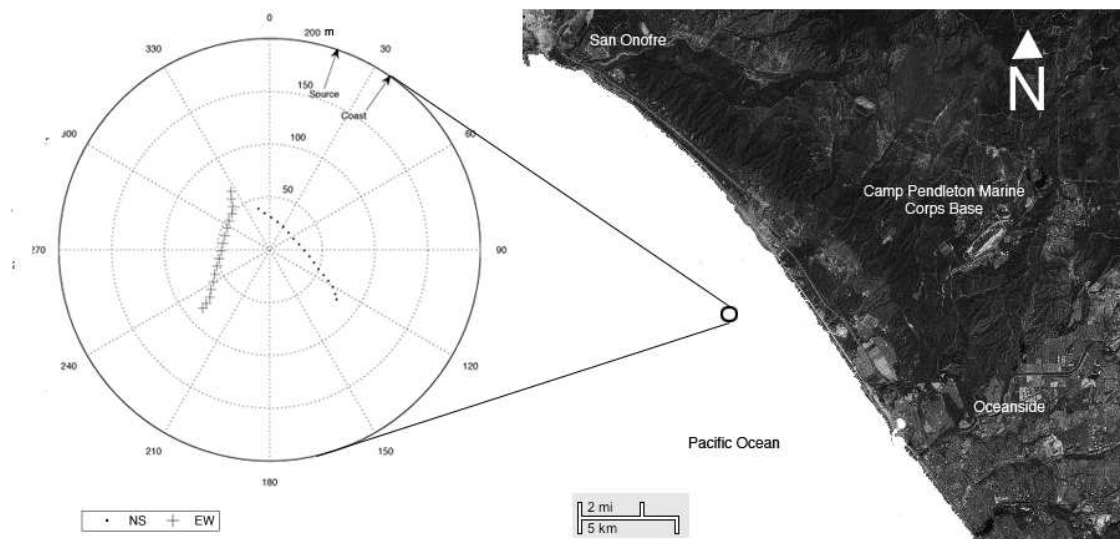 0
330
200 m
30
Source
150
Coast
300
60
100
50
270
90
240
120
210
150
180
NS
EW
San Onofre
N
Camp Pendleton Marine
Corps Base
Oceanside
Pacific Ocean
2 mi
5 km